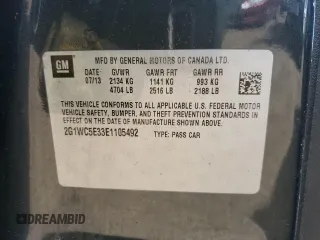 GM
MFD BY GENERAL MOTORS OF CANADA LTD.
DATE GVWR GAWR FRT GAWR RR
07/13 2134 KG 1141 KG 993 KG
4704 LB 2516 LB 2188 LB
THIS VEHICLE CONFORMS TO ALL APPLICABLE U.S. FEDERAL MOTOR
VEHICLE SAFETY, BUMPER, AND THEFT PREVENTION STANDARDS
IN EFFECT ON THE DATE OF MANUFACTURE SHOWN ABOVE.
2G1WC5E33E1105492 TYPE: PASS CAR
DREAMBID